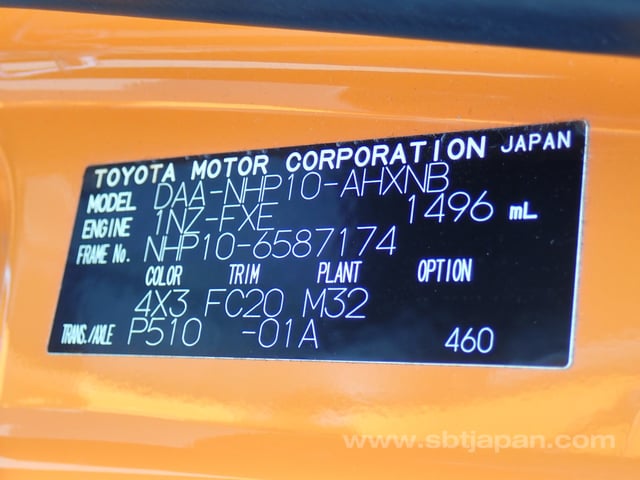 TOYOTA MOTOR CORPORATION JAPAN
MODEL DAA-NHP10-AHXNB
ENGINE 1NZ-FXE 1496 mL
FRAME No. NHP10-6587174
COLOR TRIM PLANT OPTION
4X3 FC20 M32
TRANS./AXLE P510 -01A 460
www.sbtjapan.com